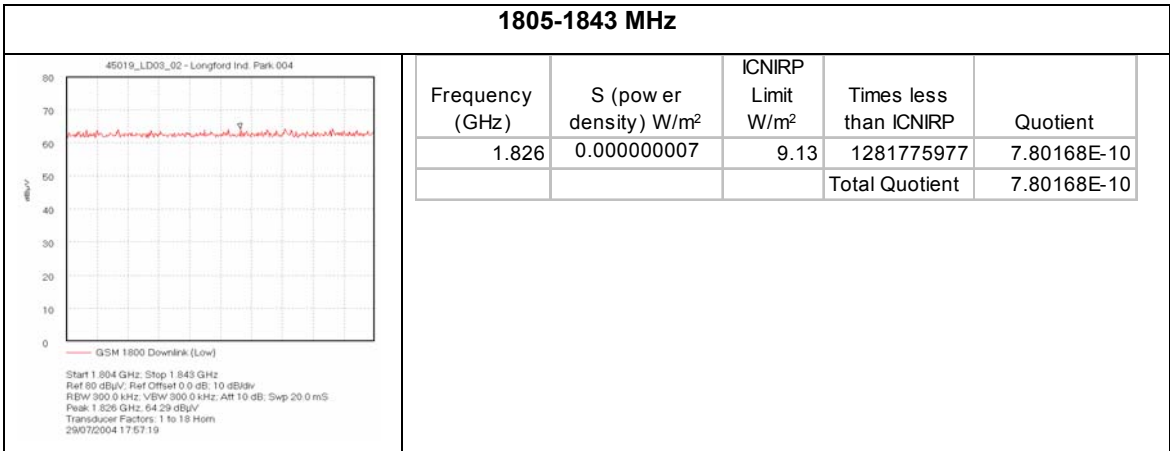 1805-1843 MHz
45019_LD03_02 - Longford Ind. Park 004
80
70
60
50
40
30
20
10
0
dBµV
GSM 1800 Downlink (Low)
Start 1.804 GHz; Stop 1.843 GHz
Ref 80 dBµV; Ref Offset 0.0 dB; 10 dB/div
RBW 300.0 kHz; VBW 300.0 kHz; Att 10 dB; Swp 20.0 mS
Peak 1.826 GHz, 64.29 dBµV
Transducer Factors: 1 to 18 Horn
29/07/2004 17:57:19
Frequency (GHz) S (pow er density) W/m² ICNIRP Limit W/m² Times less than ICNIRP Quotient
1.826 0.000000007 9.13 1281775977 7.80168E-10
Total Quotient 7.80168E-10